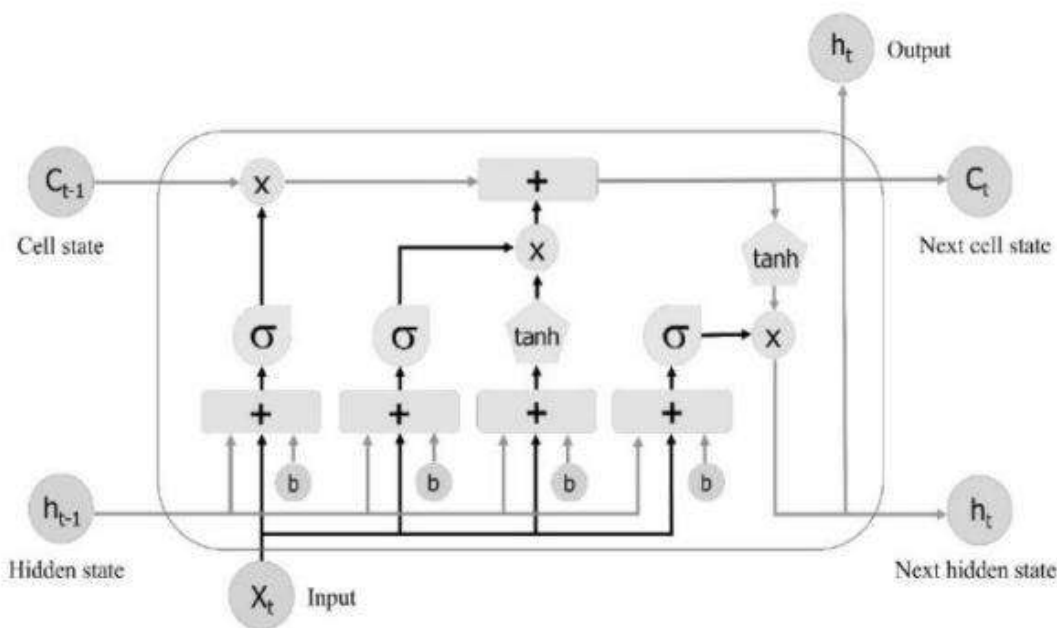 hₜ Output
Cₜ₋₁ x + Cₜ
Cell state Next cell state
x tanh
σ σ tanh σ x
+ + + +
b b b b
hₜ₋₁ hₜ
Hidden state Next hidden state
Xₜ Input